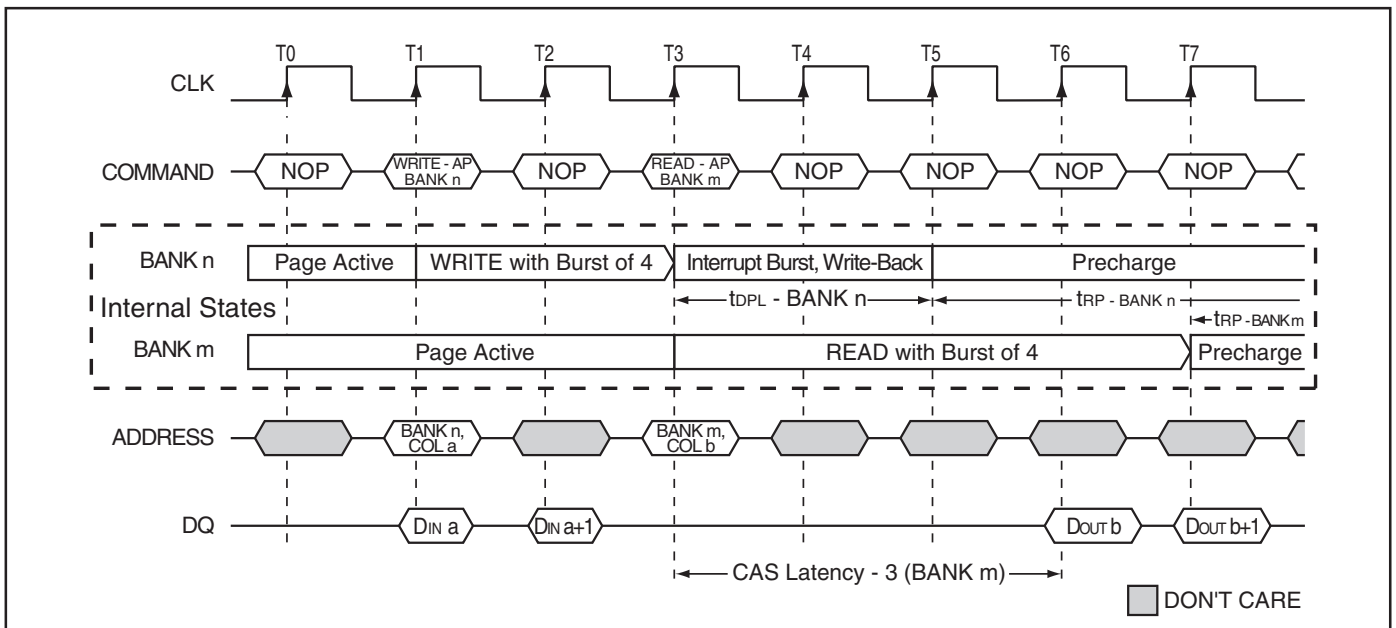 T0 T1 T2 T3 T4 T5 T6 T7
CLK
COMMAND NOP WRITE - AP BANK n NOP READ - AP BANK m NOP NOP NOP NOP
BANK n Page Active WRITE with Burst of 4 Interrupt Burst, Write-Back Precharge
tDPL - BANK n tRP - BANK n
Internal States
tRP - BANK m
BANK m Page Active READ with Burst of 4 Precharge
ADDRESS BANK n, COL a BANK m, COL b
DQ DIN a DIN a+1 DOUT b DOUT b+1
CAS Latency - 3 (BANK m)
DON'T CARE